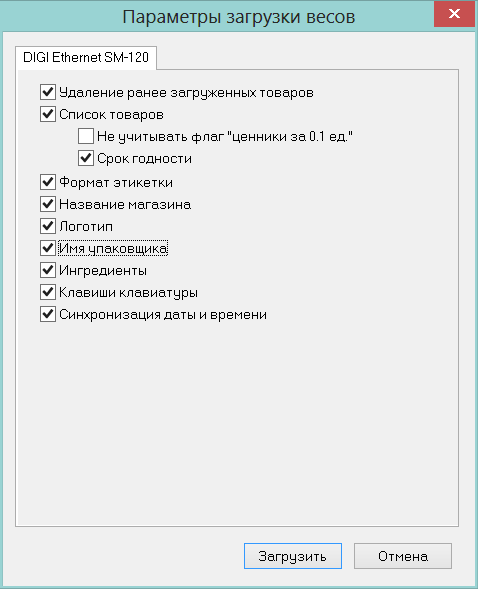 Параметры загрузки весов
DIGI Ethernet SM-120
Удаление ранее загруженных товаров
Список товаров
Не учитывать флаг "ценники за 0.1 ед."
Срок годности
Формат этикетки
Название магазина
Логотип
Имя упаковщика
Ингредиенты
Клавиши клавиатуры
Синхронизация даты и времени
Загрузить Отмена